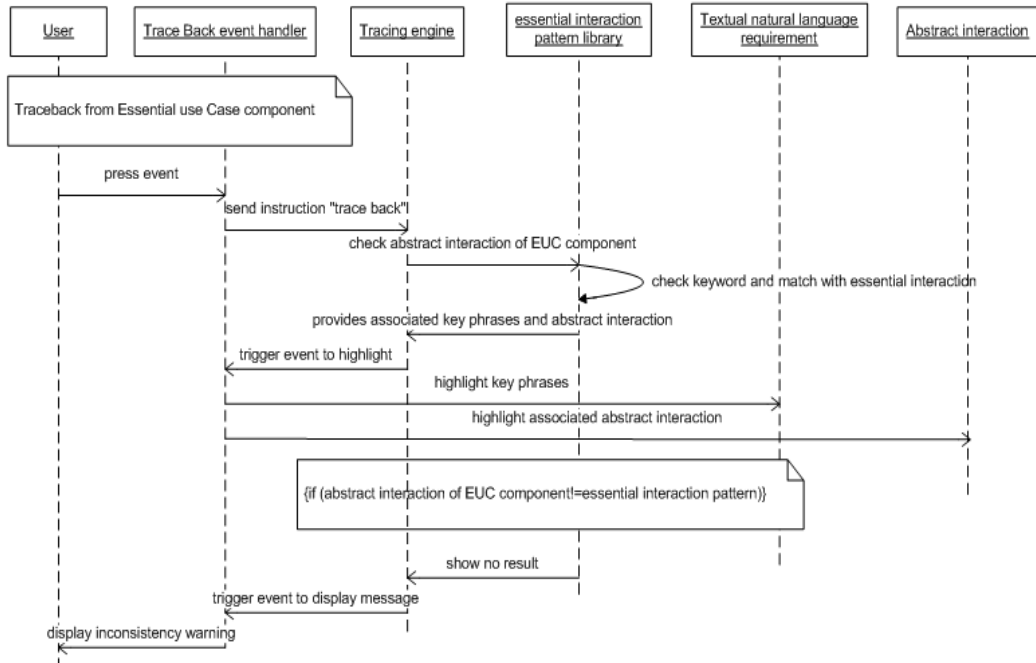 User
Trace Back event handler
Tracing engine
essential interaction
pattern library
Textual natural language
requirement
Abstract interaction
Traceback from Essential use Case component
press event
send instruction "trace back"
check abstract interaction of EUC component
check keyword and match with essential interaction
provides associated key phrases and abstract interaction
trigger event to highlight
highlight key phrases
highlight associated abstract interaction
{if (abstract interaction of EUC component!=essential interaction pattern)}
show no result
trigger event to display message
display inconsistency warning